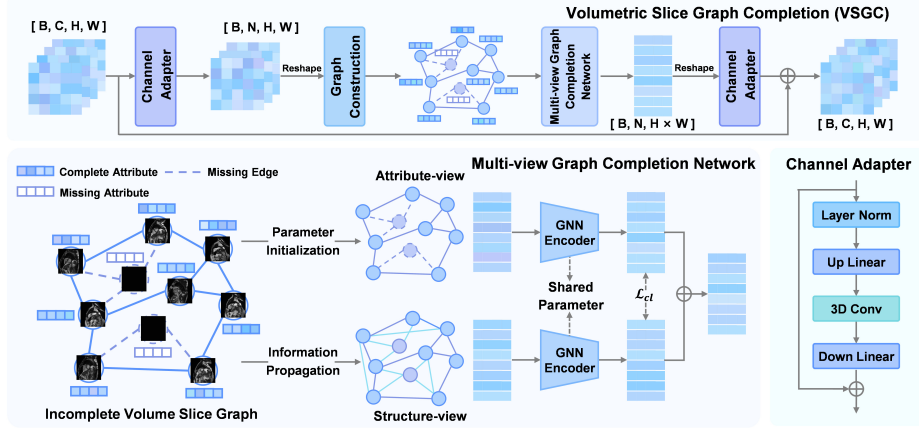 Volumetric Slice Graph Completion (VSGC)
[ B, C, H, W]
Channel
Adapter
[ B, N, H, W]
Reshape
Graph
Construction
Multi-view Graph
Completion
Network
[ B, N, H × W]
Reshape
Channel
Adapter
[ B, C, H, W]
Complete Attribute
Missing Edge
Missing Attribute
Incomplete Volume Slice Graph
Parameter
Initialization
Information
Propagation
Attribute-view
Structure-view
Multi-view Graph Completion Network
GNN
Encoder
Shared
Parameter
GNN
Encoder
ℒcl
Channel Adapter
Layer Norm
Up Linear
3D Conv
Down Linear